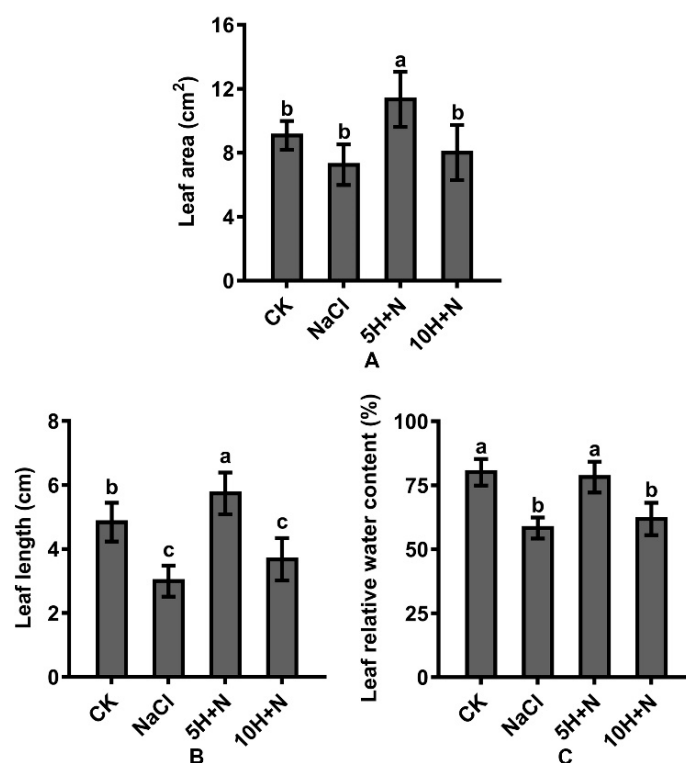 Leaf area (cm²)
16
12
8
4
0
b
b
a
b
CK
NaCl
5H+N
10H+N
A
Leaf length (cm)
8
6
4
2
0
b
c
a
c
CK
NaCl
5H+N
10H+N
B
Leaf relative water content (%)
100
75
50
25
0
a
b
a
b
CK
NaCl
5H+N
10H+N
C